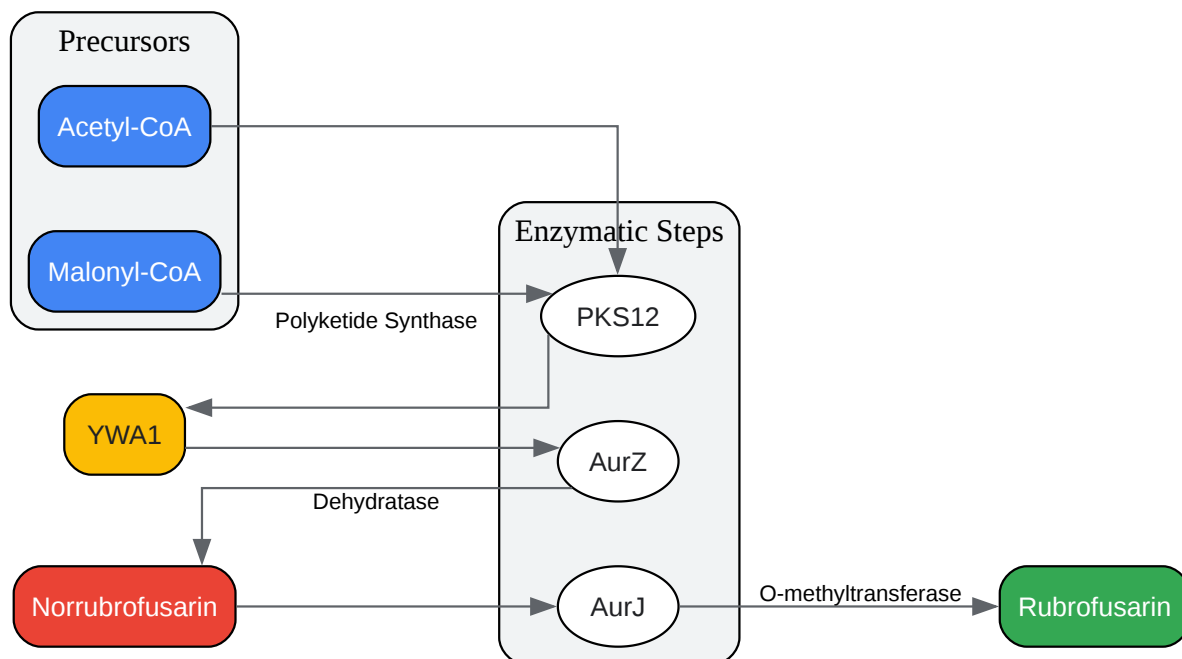 Precursors
Acetyl-CoA
Malonyl-CoA
Enzymatic Steps
Polyketide Synthase
PKS12
YWA1
AurZ
Dehydratase
Norrubrofusarin
AurJ
O-methyltransferase
Rubrofusarin